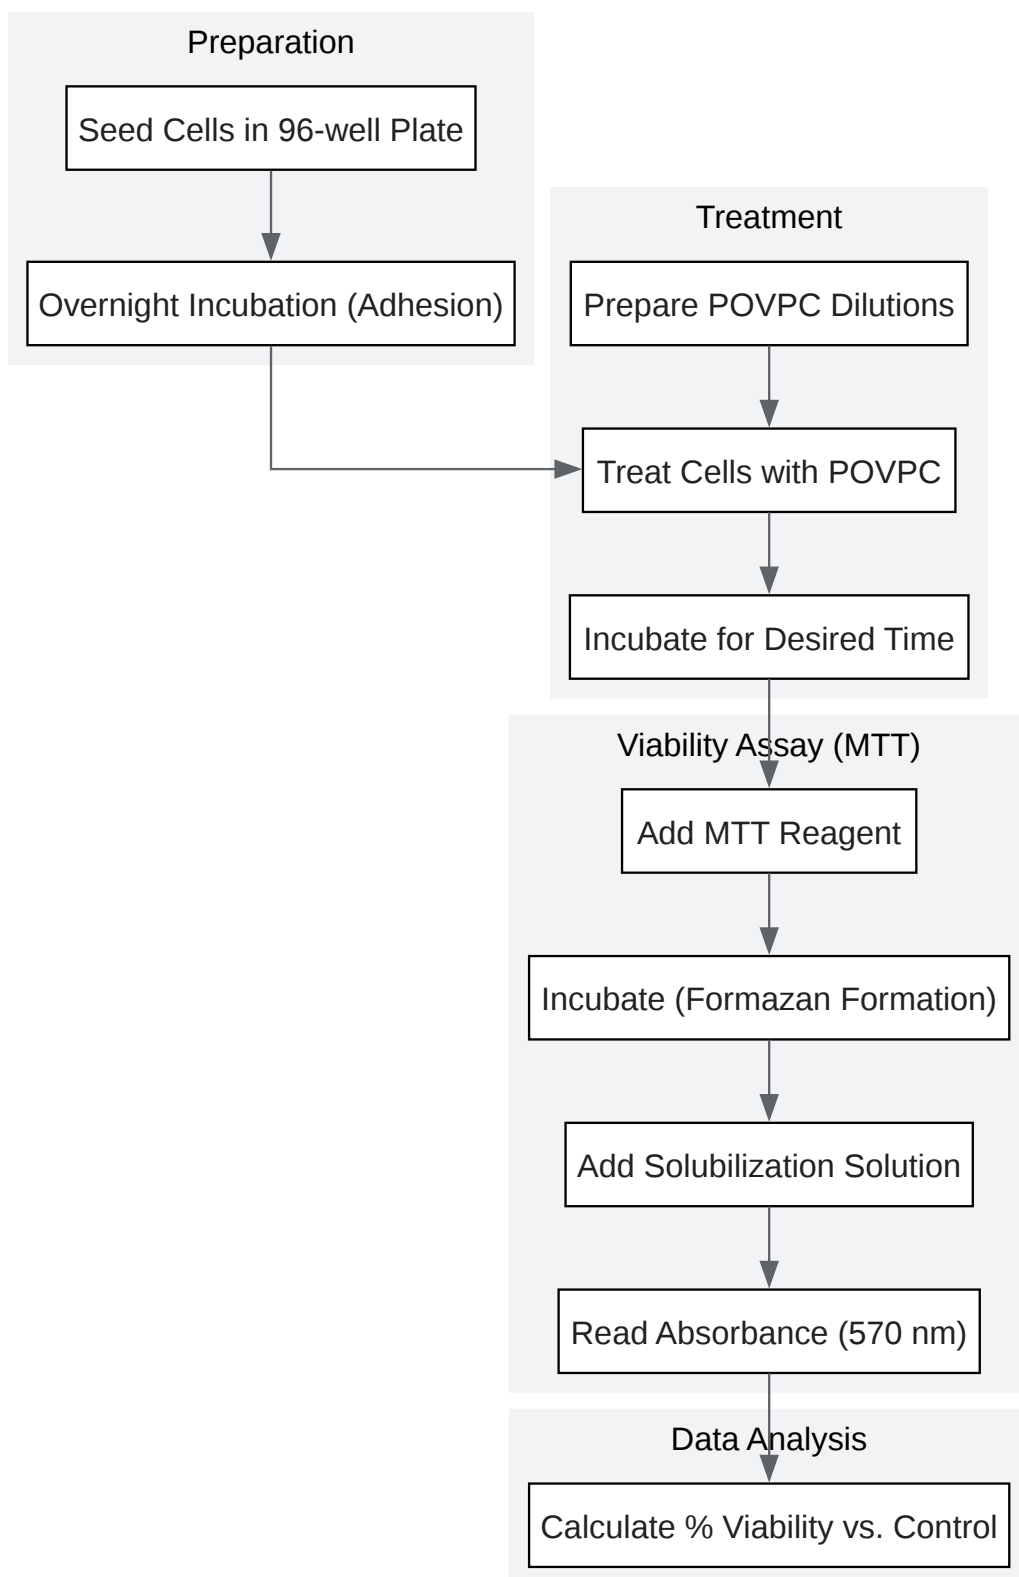 Preparation
Seed Cells in 96-well Plate
Overnight Incubation (Adhesion)
Treatment
Prepare POVPC Dilutions
Treat Cells with POVPC
Incubate for Desired Time
Viability Assay (MTT)
Add MTT Reagent
Incubate (Formazan Formation)
Add Solubilization Solution
Read Absorbance (570 nm)
Data Analysis
Calculate % Viability vs. Control